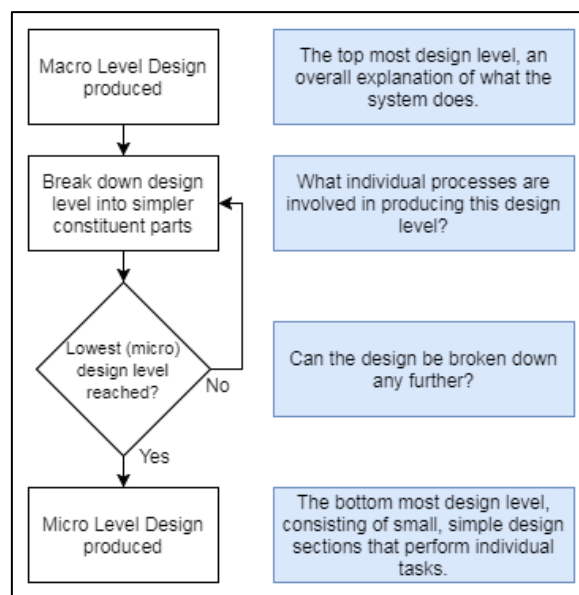 Macro Level Design
produced
The top most design level, an
overall explanation of what the
system does.
Break down design
level into simpler
constituent parts
What individual processes are
involved in producing this design
level?
Lowest (micro)
design level
reached?
No
Can the design be broken down
any further?
Yes
Micro Level Design
produced
The bottom most design level,
consisting of small, simple design
sections that perform individual
tasks.